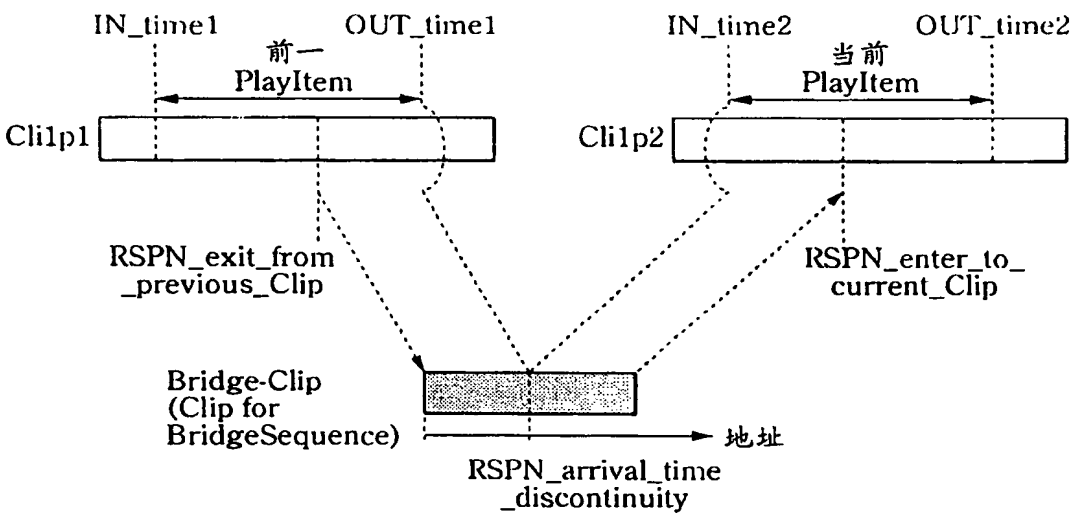 IN_time1
OUT_time1
IN_time2
OUT_time2
前一
PlayItem
当前
PlayItem
Cli1p1
Cli1p2
RSPN_exit_from
_previous_Clip
RSPN_enter_to_
current_Clip
Bridge-Clip
(Clip for
BridgeSequence)
地址
RSPN_arrival_time
_discontinuity